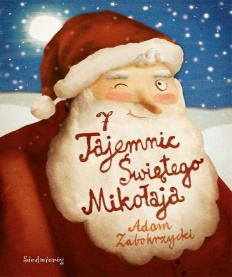 7
Tajemnic
Świętego
Mikołaja
Adam
Zabokrzycki
Siedmioróg